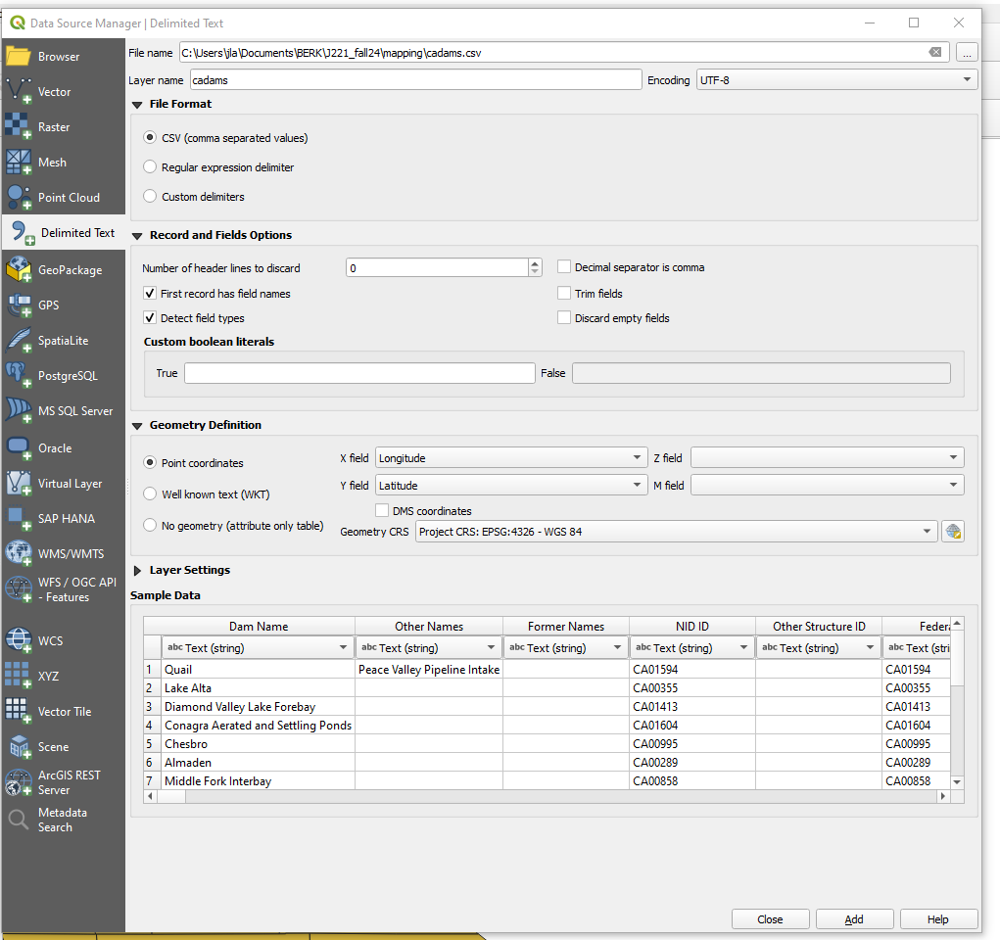 Data Source Manager | Delimited Text
Browser
Vector
Raster
Mesh
Point Cloud
Delimited Text
GeoPackage
GPS
SpatiaLite
PostgreSQL
MS SQL Server
Oracle
Virtual Layer
SAP HANA
WMS/WMTS
WFS / OGC API
- Features
WCS
XYZ
Vector Tile
Scene
ArcGIS REST
Server
Metadata
Search
File name C:\Users\jla\Documents\BERK\J221_fall24\mapping\cadams.csv ...
Layer name cadams Encoding UTF-8
File Format
CSV (comma separated values)
Regular expression delimiter
Custom delimiters
Record and Fields Options
Number of header lines to discard 0 Decimal separator is comma
First record has field names Trim fields
Detect field types Discard empty fields
Custom boolean literals
True False
Geometry Definition
Point coordinates X field Longitude Z field
Well known text (WKT) Y field Latitude M field
DMS coordinates
No geometry (attribute only table) Geometry CRS Project CRS: EPSG:4326 - WGS 84
Layer Settings
Sample Data
Dam Name Other Names Former Names NID ID Other Structure ID Federa
abc Text (string) abc Text (string) abc Text (string) abc Text (string) abc Text (string) abc Text (stri
1 Quail Peace Valley Pipeline Intake CA01594 CA01594
2 Lake Alta CA00355 CA00355
3 Diamond Valley Lake Forebay CA01413 CA01413
4 Conagra Aerated and Settling Ponds CA01604 CA01604
5 Chesbro CA00995 CA00995
6 Almaden CA00289 CA00289
7 Middle Fork Interbay CA00858 CA00858
Close Add Help